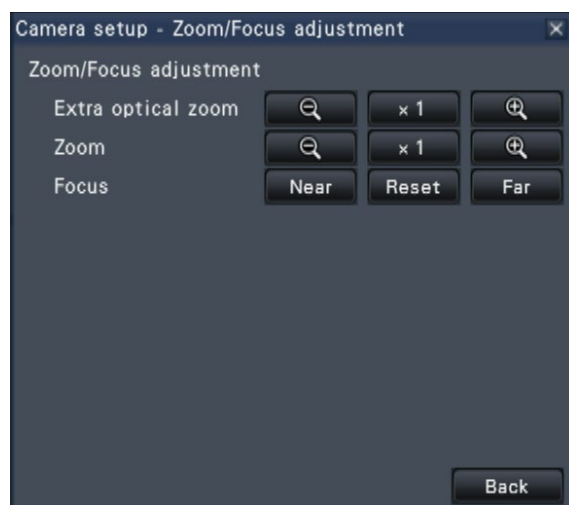 Camera setup - Zoom/Focus adjustment
Zoom/Focus adjustment
Extra optical zoom × 1
Zoom × 1
Focus Near Reset Far
Back